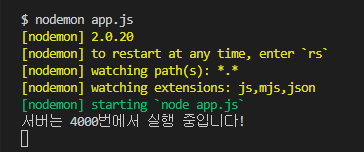 $ nodemon app.js
[nodemon] 2.0.20
[nodemon] to restart at any time, enter `rs`
[nodemon] watching path(s): *.*
[nodemon] watching extensions: js,mjs,json
[nodemon] starting `node app.js`
서버는 4000번에서 실행 중입니다!